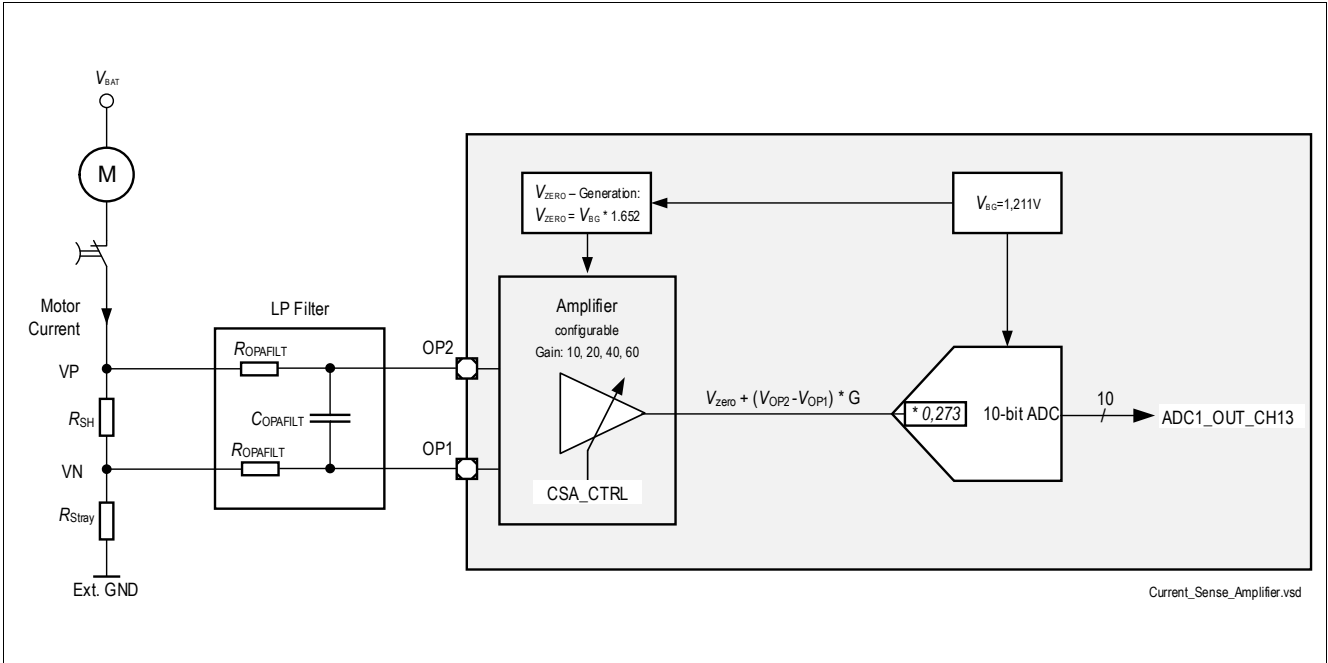 VBAT
M
Motor
Current
VP
RSH
VN
RStray
Ext. GND
LP Filter
ROPAFILT
COPAFILT
ROPAFILT
OP2
OP1
VZERO – Generation:
VZERO = VBG * 1.652
VBG=1,211V
Amplifier
configurable
Gain: 10, 20, 40, 60
CSA_CTRL
Vzero + (VOP2-VOP1) * G
* 0,273
10-bit ADC
10
ADC1_OUT_CH13
Current_Sense_Amplifier.vsd